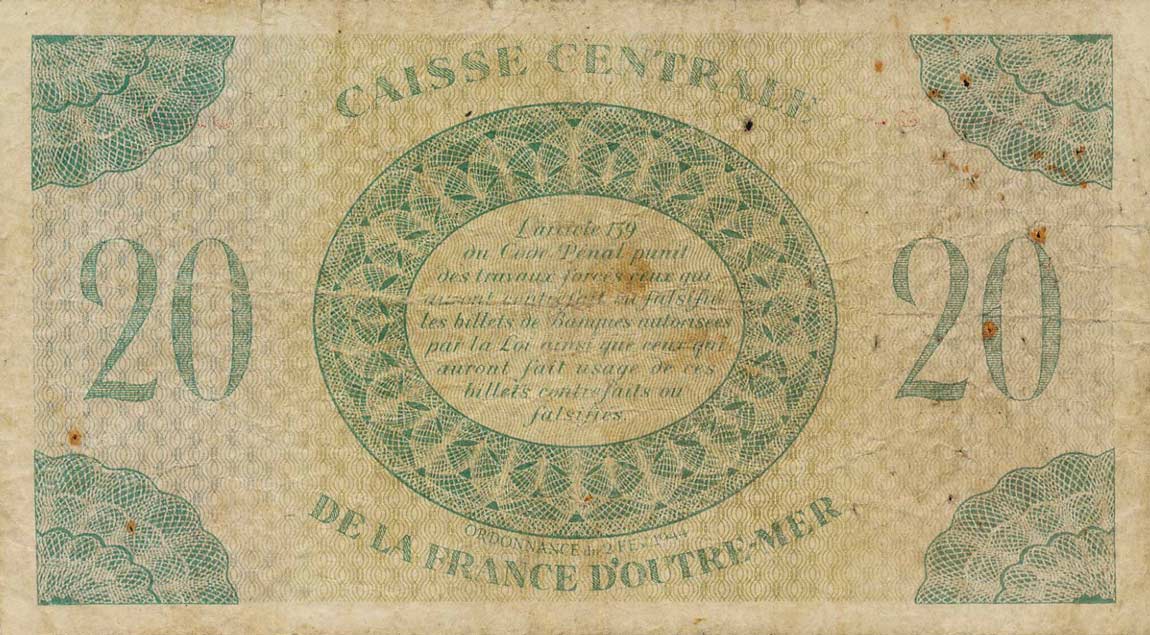 CAISSE CENTRALE
20
20
L'article 139
du Code Pénal punit
des travaux forcés ceux qui
auront contrefait ou falsifié
les billets de Banques autorisées
par la Loi ainsi que ceux qui
auront fait usage de ces
billets contrefaits ou
falsifiés
ORDONNANCE du 2 FEV. 1944
DE LA FRANCE D'OUTRE-MER